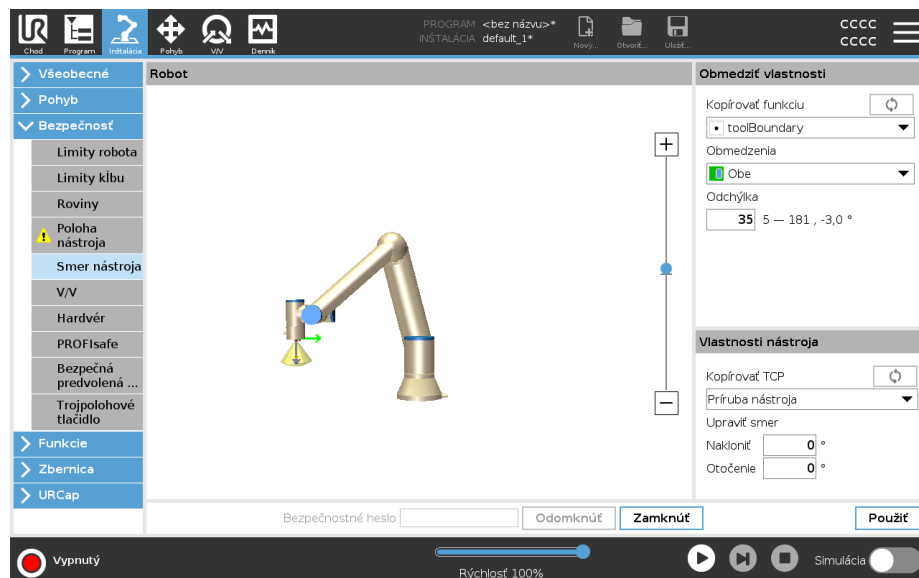 PROGRAM <bez názvu>*
INŠTALÁCIA default_1*
CCCC
CCCC
Chod
Program
Inštalácia
Pohyb
V/V
Denník
Nový...
Otvoriť...
Uložiť...
Všeobecné
Pohyb
Bezpečnosť
Limity robota
Limity kĺbu
Roviny
Poloha
nástroja
Smer nástroja
V/V
Hardvér
PROFIsafe
Bezpečná
predvolená ...
Trojpolohové
tlačidlo
Funkcie
Zbernica
URCap
Robot
Obmedziť vlastnosti
Kopírovať funkciu
toolBoundary
Obmedzenia
Obe
Odchýlka
35 5 — 181 , -3,0 °
Vlastnosti nástroja
Kopírovať TCP
Príruba nástroja
Upraviť smer
Nakloniť 0 °
Otočenie 0 °
Bezpečnostné heslo
Odomknúť
Zamknúť
Použiť
Vypnutý
Rýchlosť 100%
Simulácia